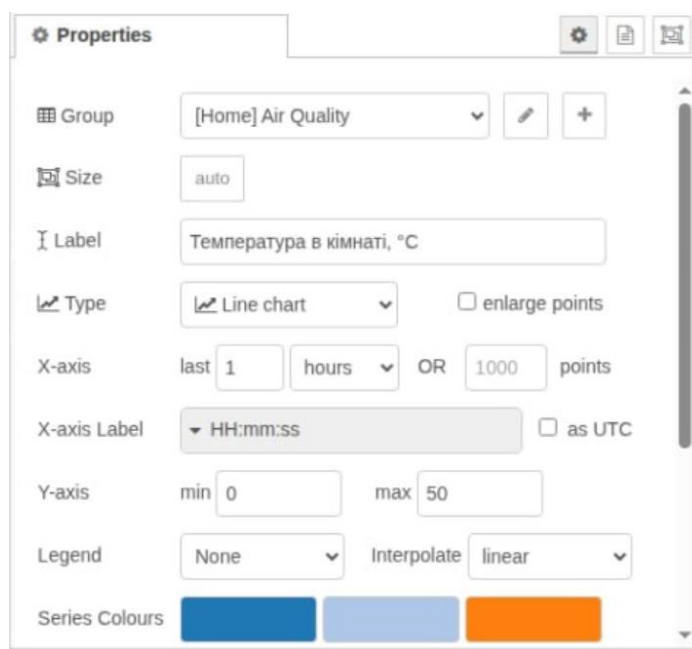 Properties
Group [Home] Air Quality
Size auto
Label Температура в кімнаті, °C
Type Line chart enlarge points
X-axis last 1 hours OR 1000 points
X-axis Label HH:mm:ss as UTC
Y-axis min 0 max 50
Legend None Interpolate linear
Series Colours